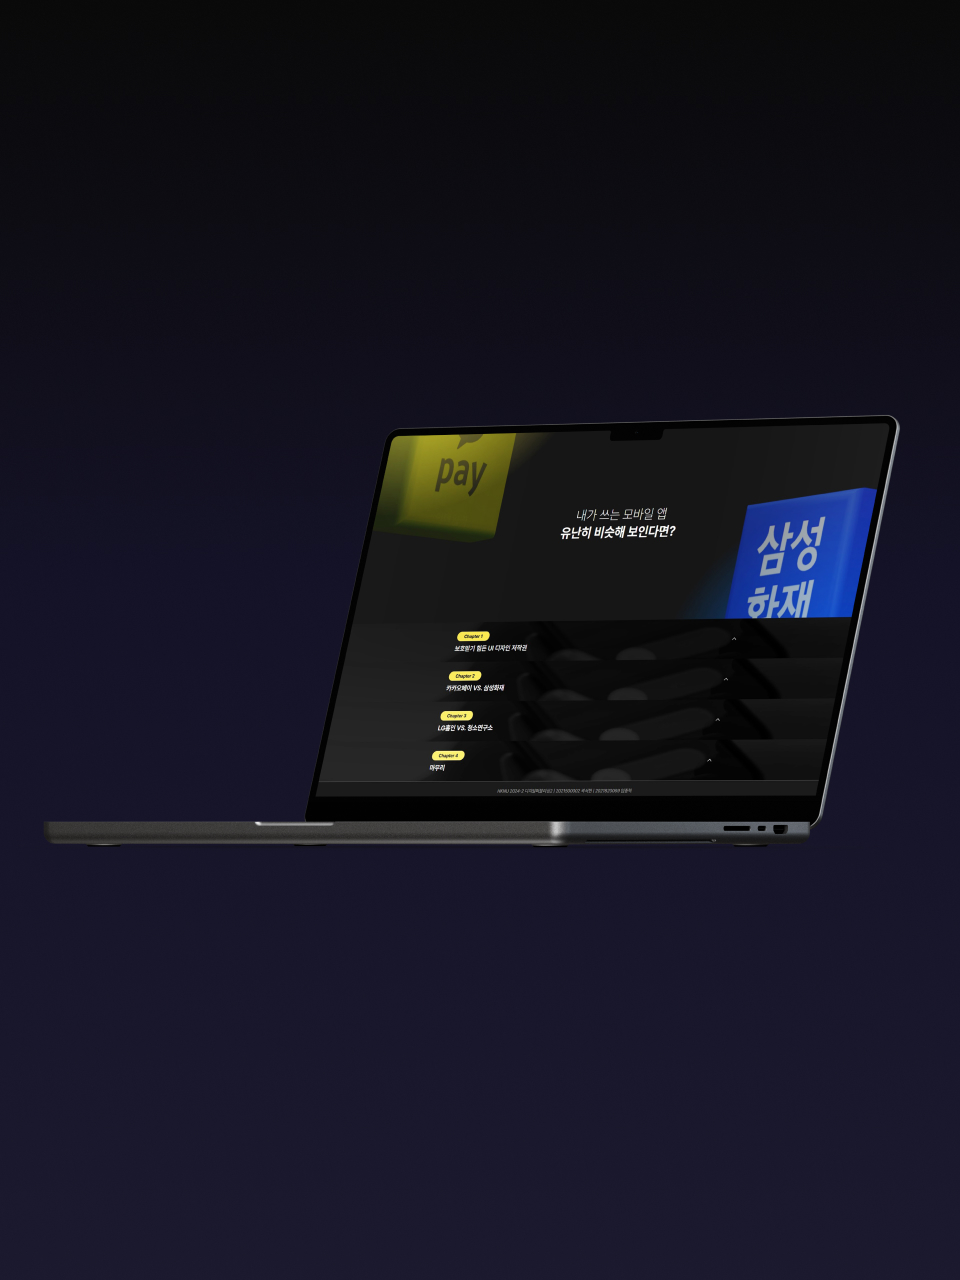 pay
내가 쓰는 모바일 앱
유난히 비슷해 보인다면?
삼성
화재
Chapter 1
보호받기 힘든 UI 디자인 저작권
Chapter 2
카카오페이 VS. 삼성화재
Chapter 3
LG홈인 VS. 청소연구소
Chapter 4
마무리